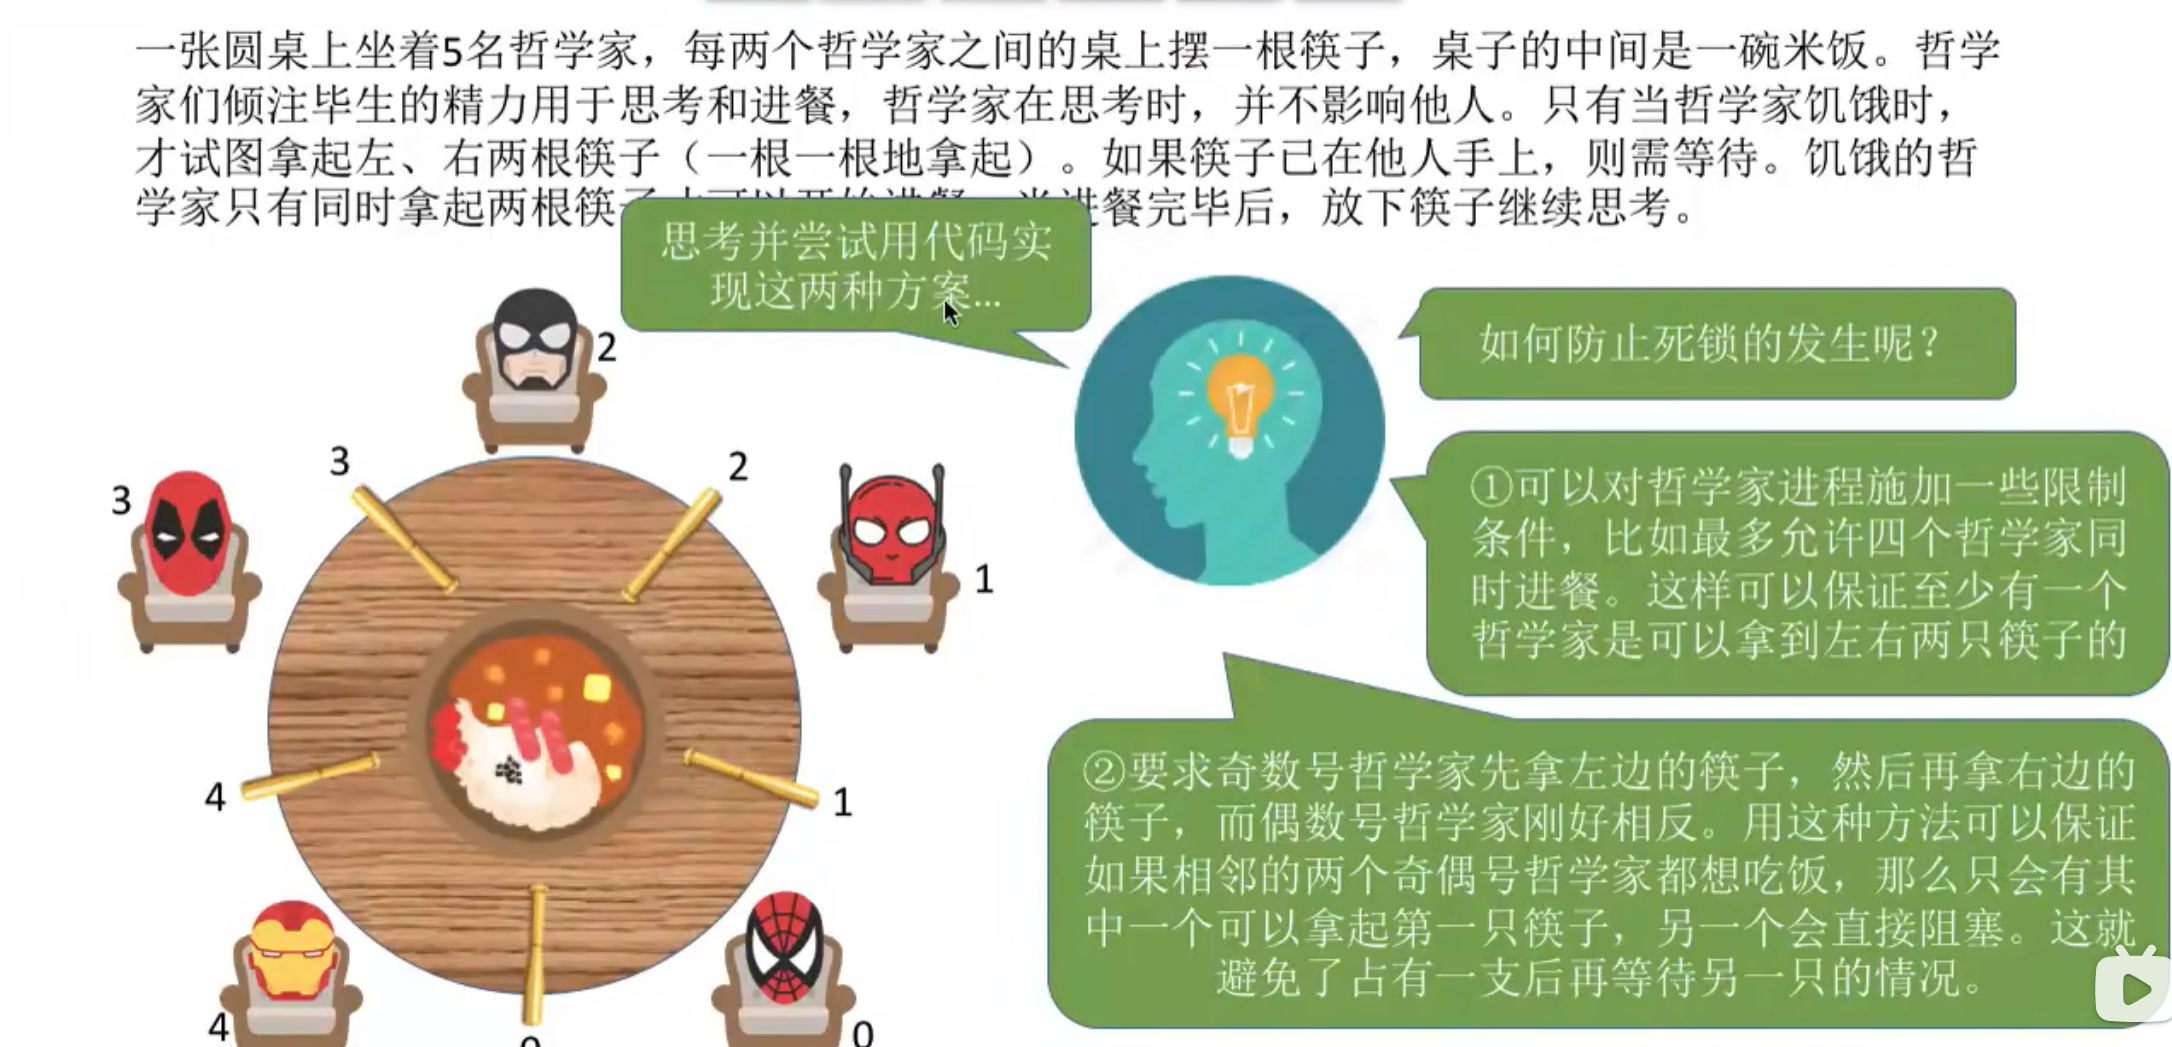 一张圆桌上坐着5名哲学家，每两个哲学家之间的桌上摆一根筷子，桌子的中间是一碗米饭。哲学
家们倾注毕生的精力用于思考和进餐，哲学家在思考时，并不影响他人。只有当哲学家饥饿时，
才试图拿起左、右两根筷子（一根一根地拿起）。如果筷子已在他人手上，则需等待。饥饿的哲
学家只有同时拿起两根筷 进餐完毕后，放下筷子继续思考。
思考并尝试用代码实
现这两种方案...
如何防止死锁的发生呢？
①可以对哲学家进程施加一些限制
条件，比如最多允许四个哲学家同
时进餐。这样可以保证至少有一个
哲学家是可以拿到左右两只筷子的
②要求奇数号哲学家先拿左边的筷子，然后再拿右边的
筷子，而偶数号哲学家刚好相反。用这种方法可以保证
如果相邻的两个奇偶号哲学家都想吃饭，那么只会有其
中一个可以拿起第一只筷子，另一个会直接阻塞。这就
避免了占有一支后再等待另一只的情况。
2
3
2
3
1
4
1
4
0